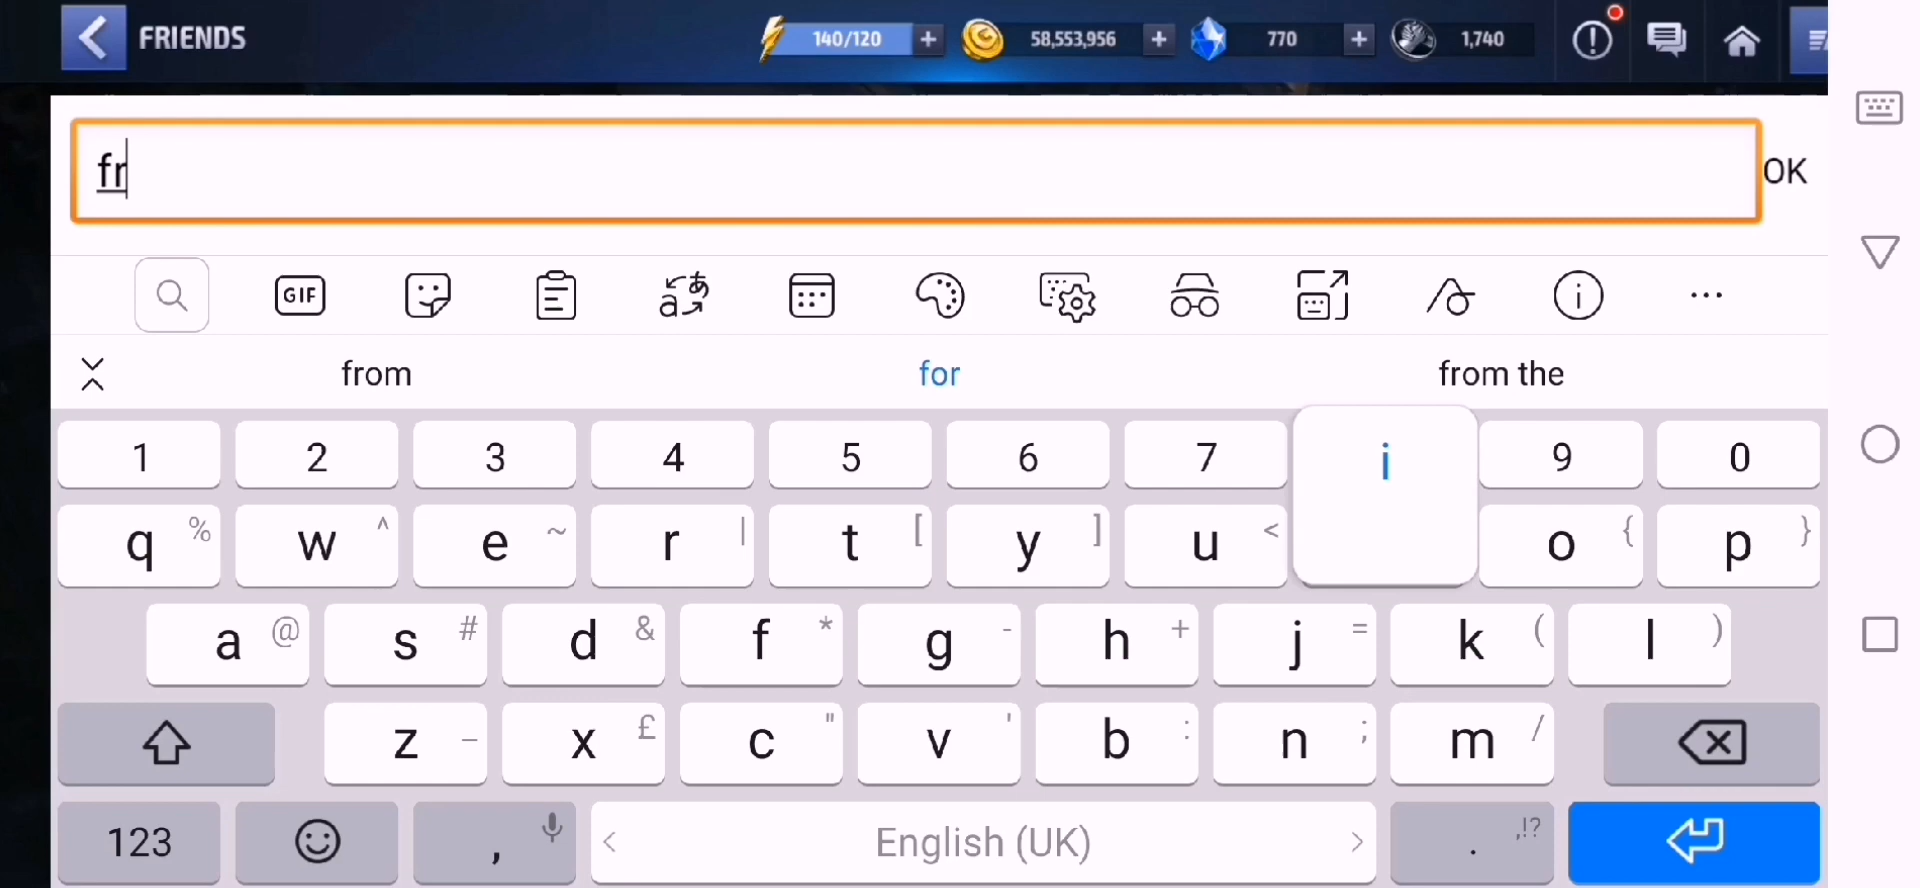 FRIENDS 140/120 + 58,553,956 + 770 + 1,740
fr OK
GIF
from for from the
1 2 3 4 5 6 7 i 9 0
q % w ^ e ~ r | t [ y ] u < o { p }
a @ s # d & f * g - h + j = k ( l )
z _ x £ c " v ' b : n ; m /
123 , < English (UK) > . ,!?